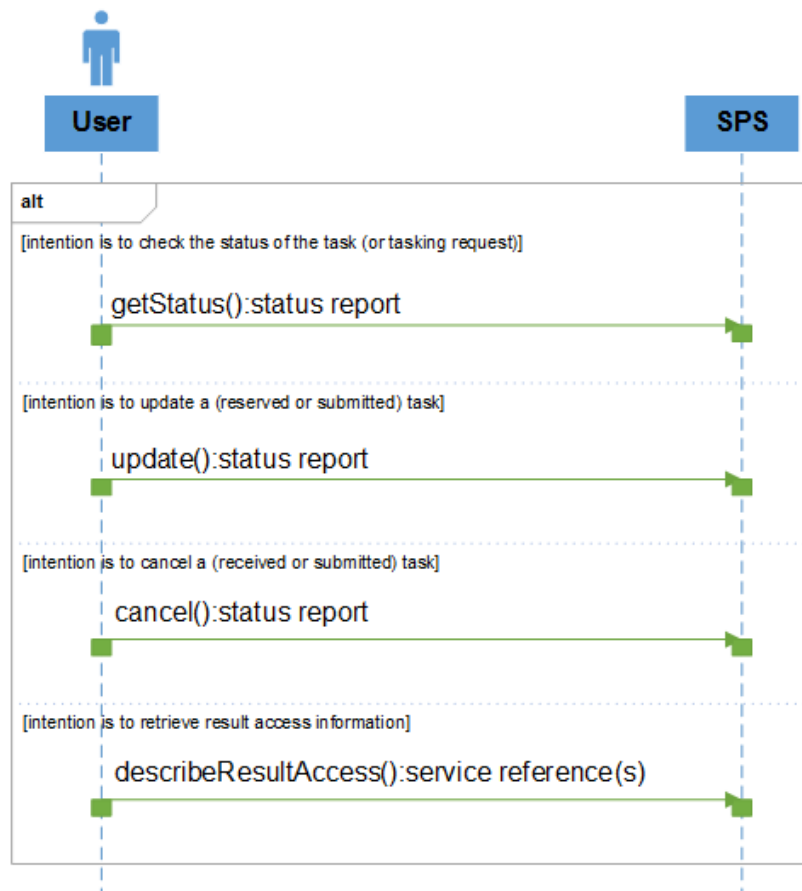 User
SPS
alt
[intention is to check the status of the task (or tasking request)]
getStatus():status report
[intention is to update a (reserved or submitted) task]
update():status report
[intention is to cancel a (received or submitted) task]
cancel():status report
[intention is to retrieve result access information]
describeResultAccess():service reference(s)